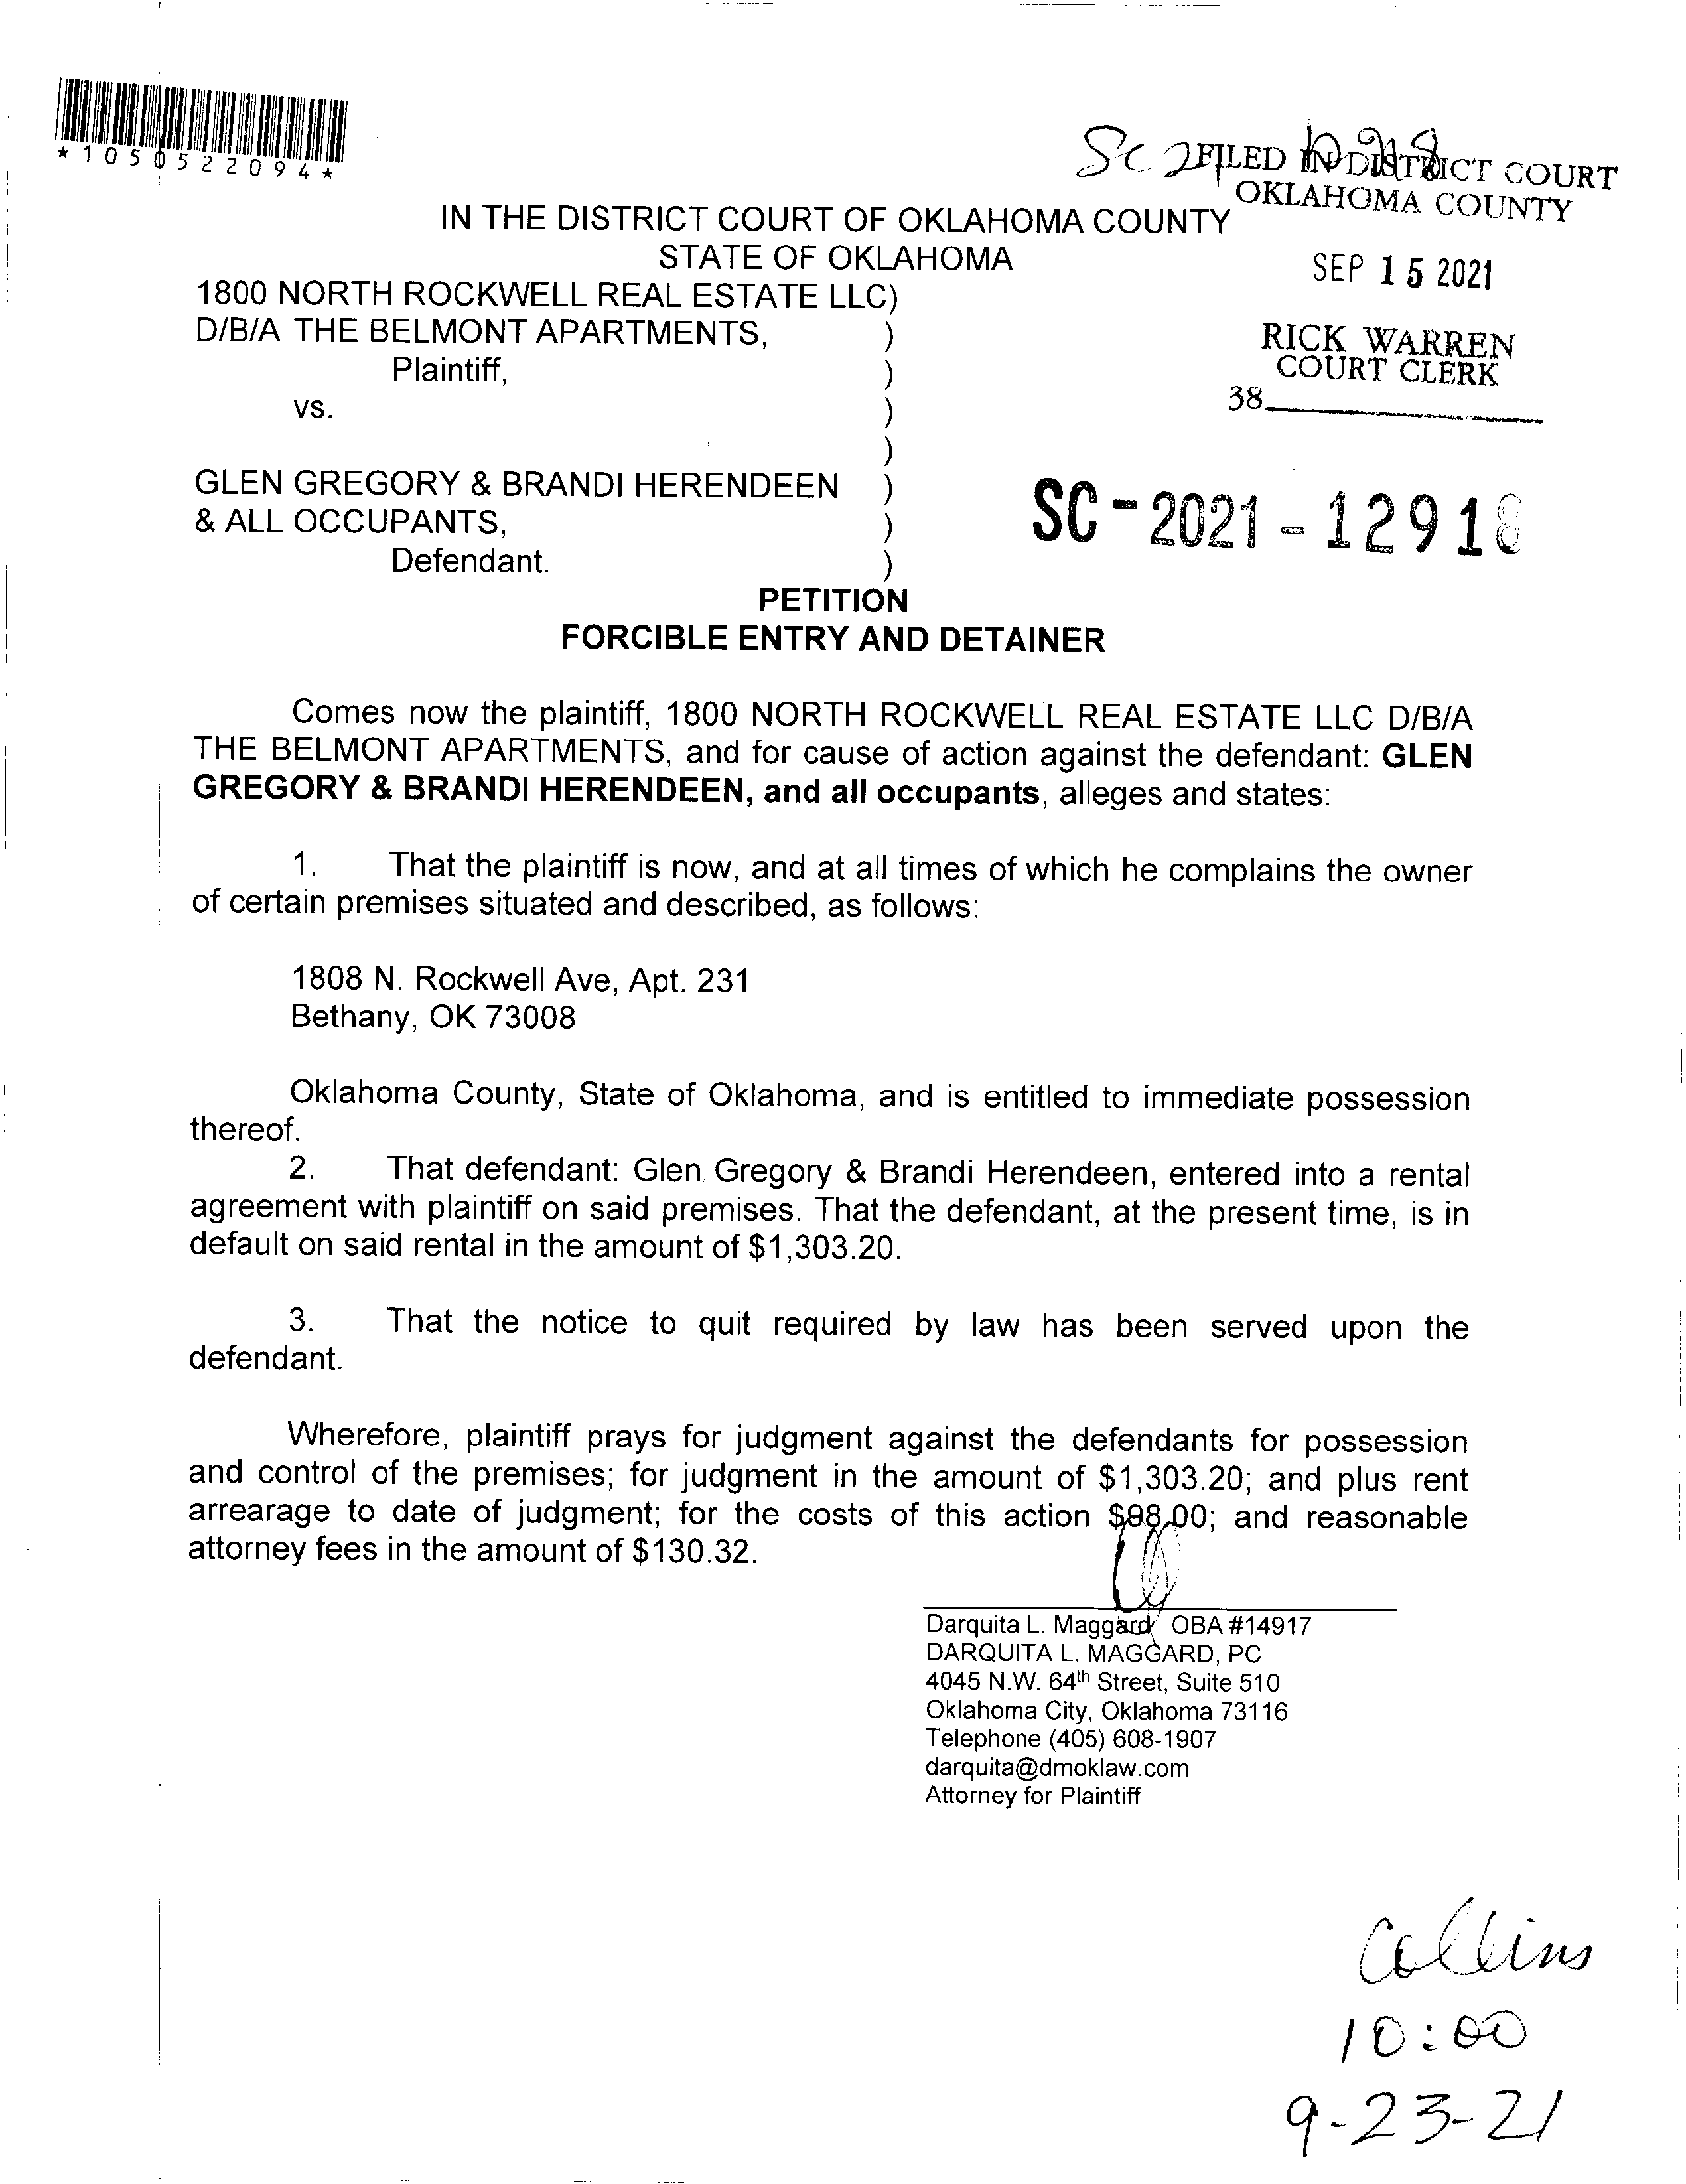 *1050522094*
FILED IN DISTRICT COURT
OKLAHOMA COUNTY
IN THE DISTRICT COURT OF OKLAHOMA COUNTY
STATE OF OKLAHOMA
SEP 15 2021
1800 NORTH ROCKWELL REAL ESTATE LLC)
D/B/A THE BELMONT APARTMENTS, )
RICK WARREN
COURT CLERK
Plaintiff, )
38
vs. )
)
GLEN GREGORY & BRANDI HERENDEEN )
& ALL OCCUPANTS, )
SC-2021-12918
Defendant. )
PETITION
FORCIBLE ENTRY AND DETAINER
Comes now the plaintiff, 1800 NORTH ROCKWELL REAL ESTATE LLC D/B/A
THE BELMONT APARTMENTS, and for cause of action against the defendant: GLEN
GREGORY & BRANDI HERENDEEN, and all occupants, alleges and states:
1. That the plaintiff is now, and at all times of which he complains the owner
of certain premises situated and described, as follows:
1808 N. Rockwell Ave, Apt. 231
Bethany, OK 73008
Oklahoma County, State of Oklahoma, and is entitled to immediate possession
thereof.
2. That defendant: Glen Gregory & Brandi Herendeen, entered into a rental
agreement with plaintiff on said premises. That the defendant, at the present time, is in
default on said rental in the amount of $1,303.20.
3. That the notice to quit required by law has been served upon the
defendant.
Wherefore, plaintiff prays for judgment against the defendants for possession
and control of the premises; for judgment in the amount of $1,303.20; and plus rent
arrearage to date of judgment; for the costs of this action $98.00; and reasonable
attorney fees in the amount of $130.32.
Darquita L. Maggard OBA #14917
DARQUITA L. MAGGARD, PC
4045 N.W. 64th Street, Suite 510
Oklahoma City, Oklahoma 73116
Telephone (405) 608-1907
darquita@dmoklaw.com
Attorney for Plaintiff
Collins
10:00
9-23-21